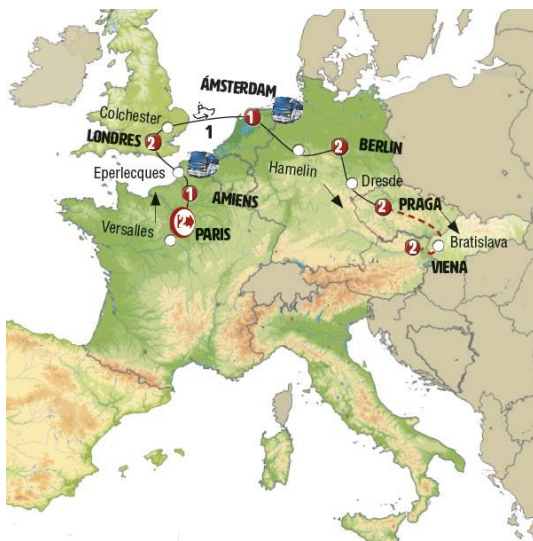 ÁMSTERDAM
1
Colchester
1
LONDRES
2
2
BERLIN
Hamelin
Eperlecques
Dresde
1
AMIENS
2
PRAGA
2
Versalles
PARIS
2
Bratislava
VIENA